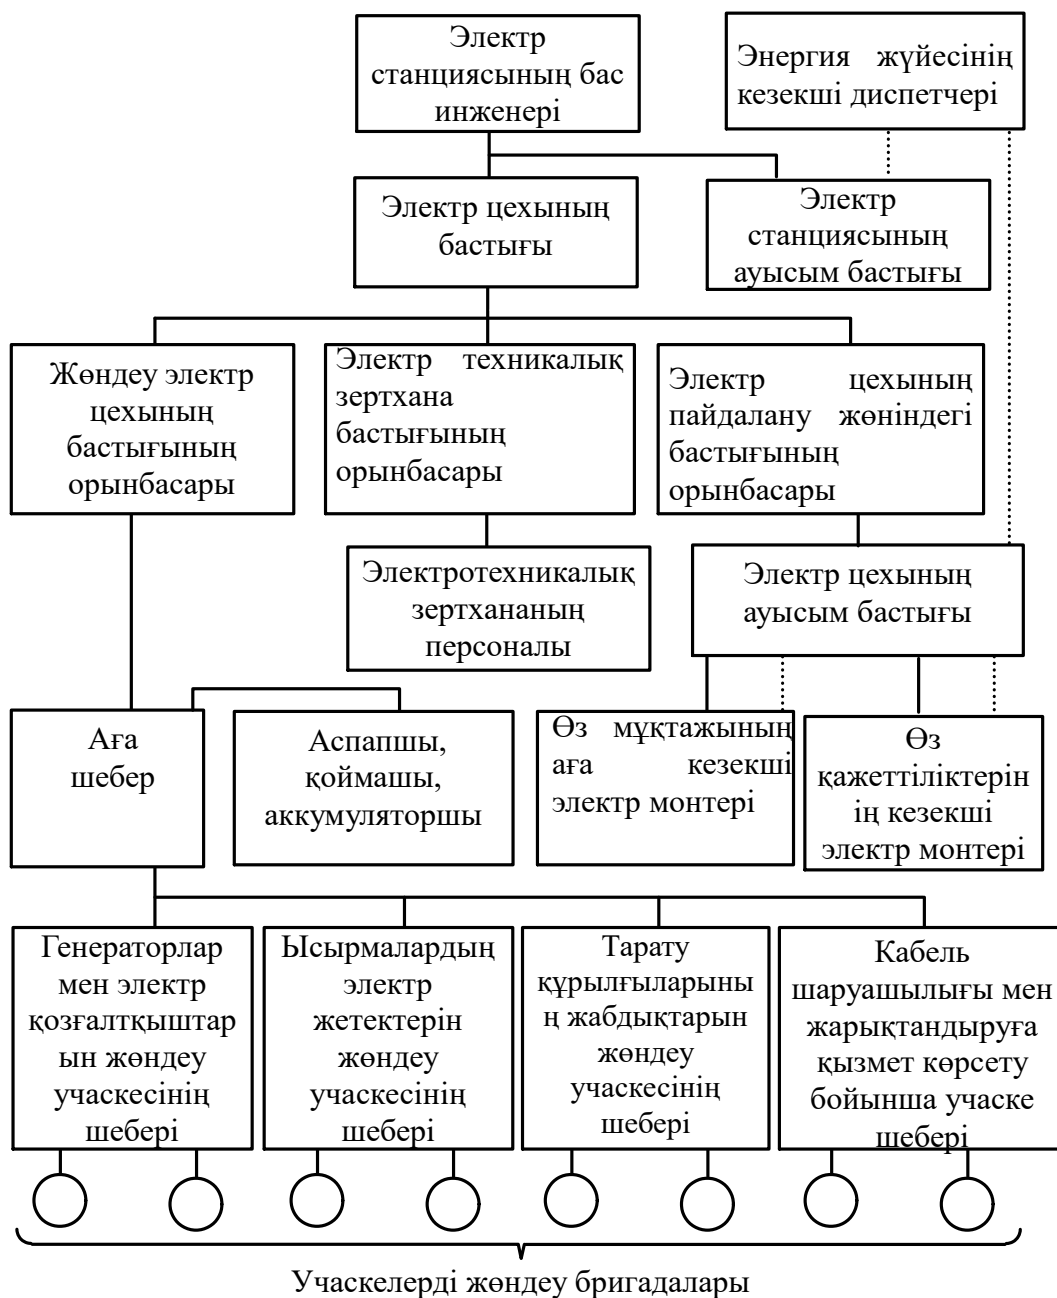 Электр
станциясының бас
инженері
Энергия жүйесінің
кезекші диспетчері
Электр цехының
бастығы
Электр
станциясының
ауысым бастығы
Жөндеу электр
цехының
бастығының
орынбасары
Электр техникалық
зертхана
бастығының
орынбасары
Электр цехының
пайдалану жөніндегі
бастығының
орынбасары
Электротехникалық
зертхананың
персоналы
Электр цехының
ауысым бастығы
Аға
шебер
Аспапшы,
қоймашы,
аккумуляторшы
Өз мұқтажының
аға кезекші
электр монтері
Өз
қажеттіліктерін
ің кезекші
электр монтері
Генераторлар
мен электр
қозғалтқыштар
ын жөндеу
учаскесінің
шебері
Ысырмалардың
электр
жетектерін
жөндеу
учаскесінің
шебері
Тарату
құрылғыларыны
ң жабдықтарын
жөндеу
учаскесінің
шебері
Кабель
шаруашылығы мен
жарықтандыруға
қызмет көрсету
бойынша учаске
шебері
Учаскелерді жөндеу бригадалары